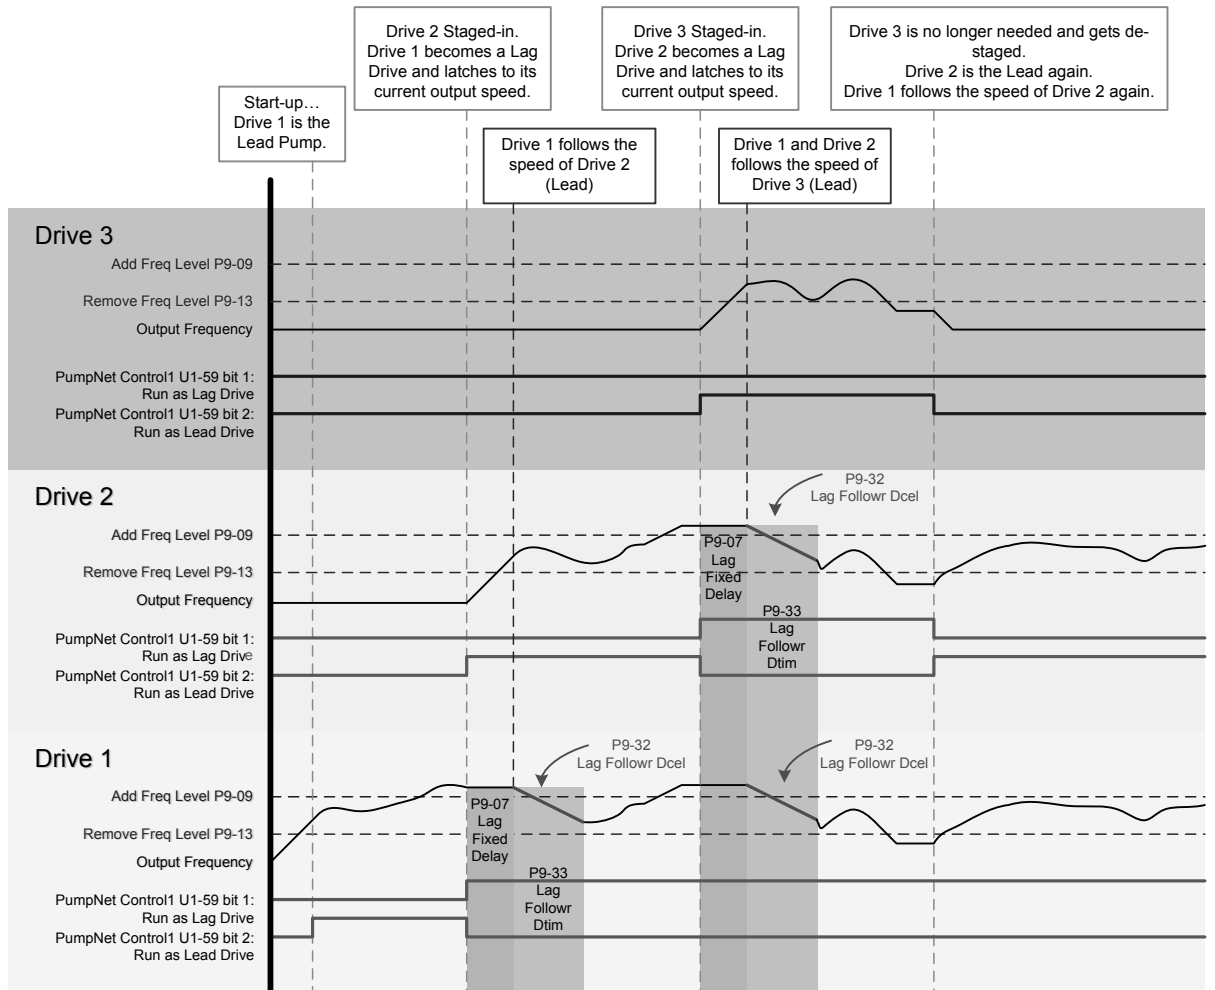 Drive 2 Staged-in.
Drive 1 becomes a Lag
Drive and latches to its
current output speed.
Drive 3 Staged-in.
Drive 2 becomes a Lag
Drive and latches to its
current output speed.
Drive 3 is no longer needed and gets de-
staged.
Drive 2 is the Lead again.
Drive 1 follows the speed of Drive 2 again.
Start-up…
Drive 1 is the
Lead Pump.
Drive 1 follows the
speed of Drive 2
(Lead)
Drive 1 and Drive 2
follows the speed of
Drive 3 (Lead)
Drive 3
Add Freq Level P9-09
Remove Freq Level P9-13
Output Frequency
PumpNet Control1 U1-59 bit 1:
Run as Lag Drive
PumpNet Control1 U1-59 bit 2:
Run as Lead Drive
Drive 2
P9-32
Lag Followr Dcel
Add Freq Level P9-09
P9-07
Lag
Fixed
Delay
Remove Freq Level P9-13
Output Frequency
P9-33
Lag
Followr
Dtim
PumpNet Control1 U1-59 bit 1:
Run as Lag Drive
PumpNet Control1 U1-59 bit 2:
Run as Lead Drive
Drive 1
P9-32
Lag Followr Dcel
P9-32
Lag Followr Dcel
Add Freq Level P9-09
P9-07
Lag
Fixed
Delay
Remove Freq Level P9-13
Output Frequency
P9-33
Lag
Followr
Dtim
PumpNet Control1 U1-59 bit 1:
Run as Lag Drive
PumpNet Control1 U1-59 bit 2:
Run as Lead Drive